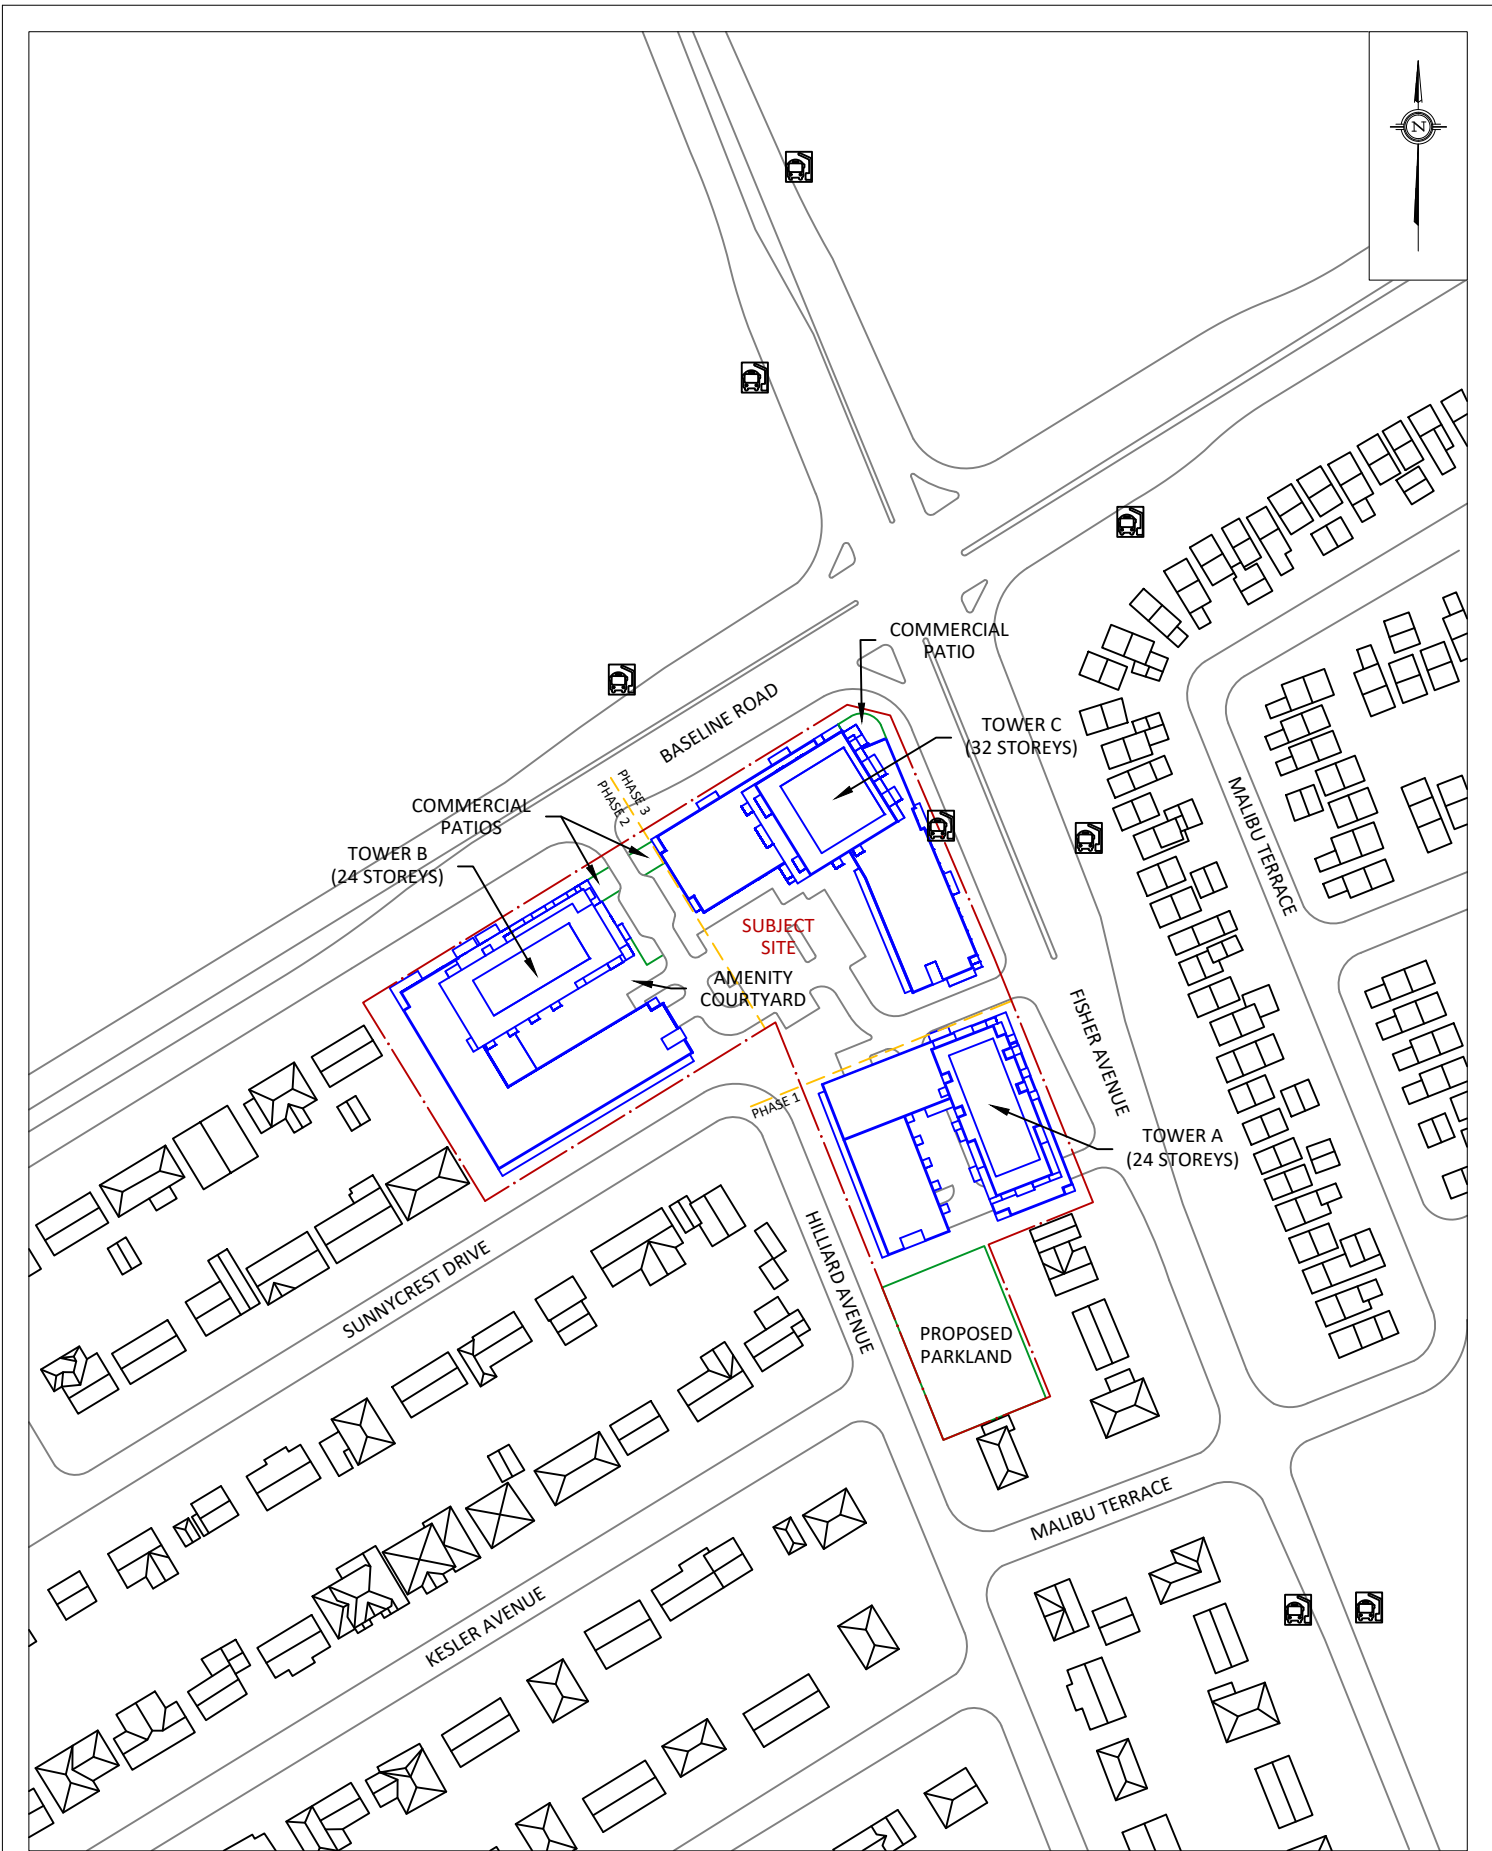 N
COMMERCIAL
PATIO
BASELINE ROAD
TOWER C
(32 STOREYS)
PHASE 3
PHASE 2
COMMERCIAL
PATIOS
TOWER B
(24 STOREYS)
MALIBU TERRACE
SUBJECT
SITE
AMENITY
COURTYARD
FISHER AVENUE
PHASE 1
TOWER A
(24 STOREYS)
HILLIARD AVENUE
SUNNYCREST DRIVE
PROPOSED
PARKLAND
MALIBU TERRACE
KESLER AVENUE